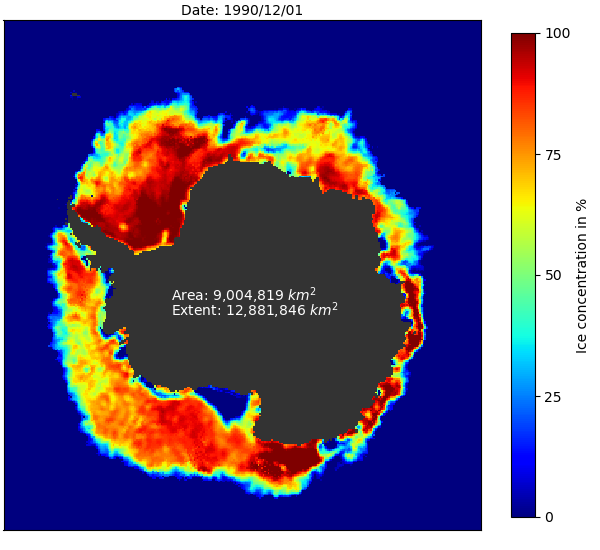 Date: 1990/12/01
100
75
50
25
0
Ice concentration in %
Area: 9,004,819 km²
Extent: 12,881,846 km²